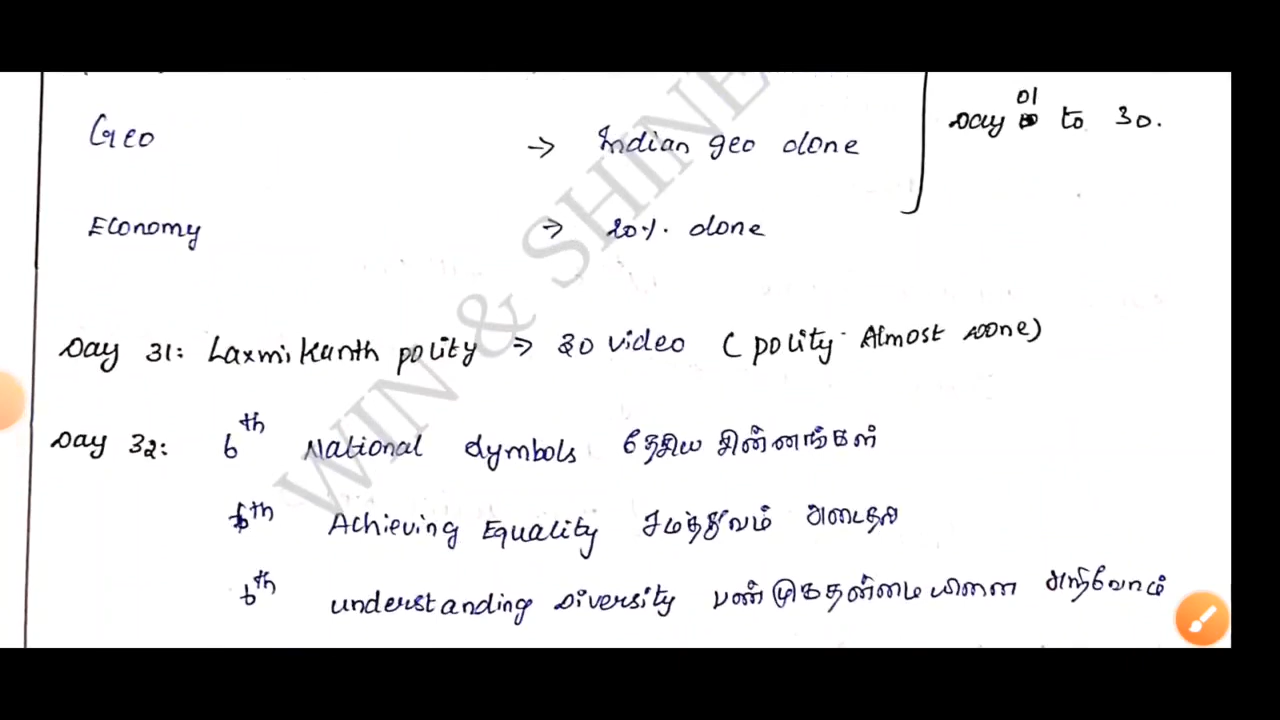 Geo → Indian geo done
Day 01 to 30.
Economy → 20%. done
Day 31: Laxmikanth polity → 30 video (polity Almost done)
Day 32: 6th National Symbols தேசிய சின்னங்கள்
6th Achieving Equality சமத்துவம் அடைதல்
6th understanding Diversity பன்முகத்தன்மையினை அறிவோம்
WIN & SHINE